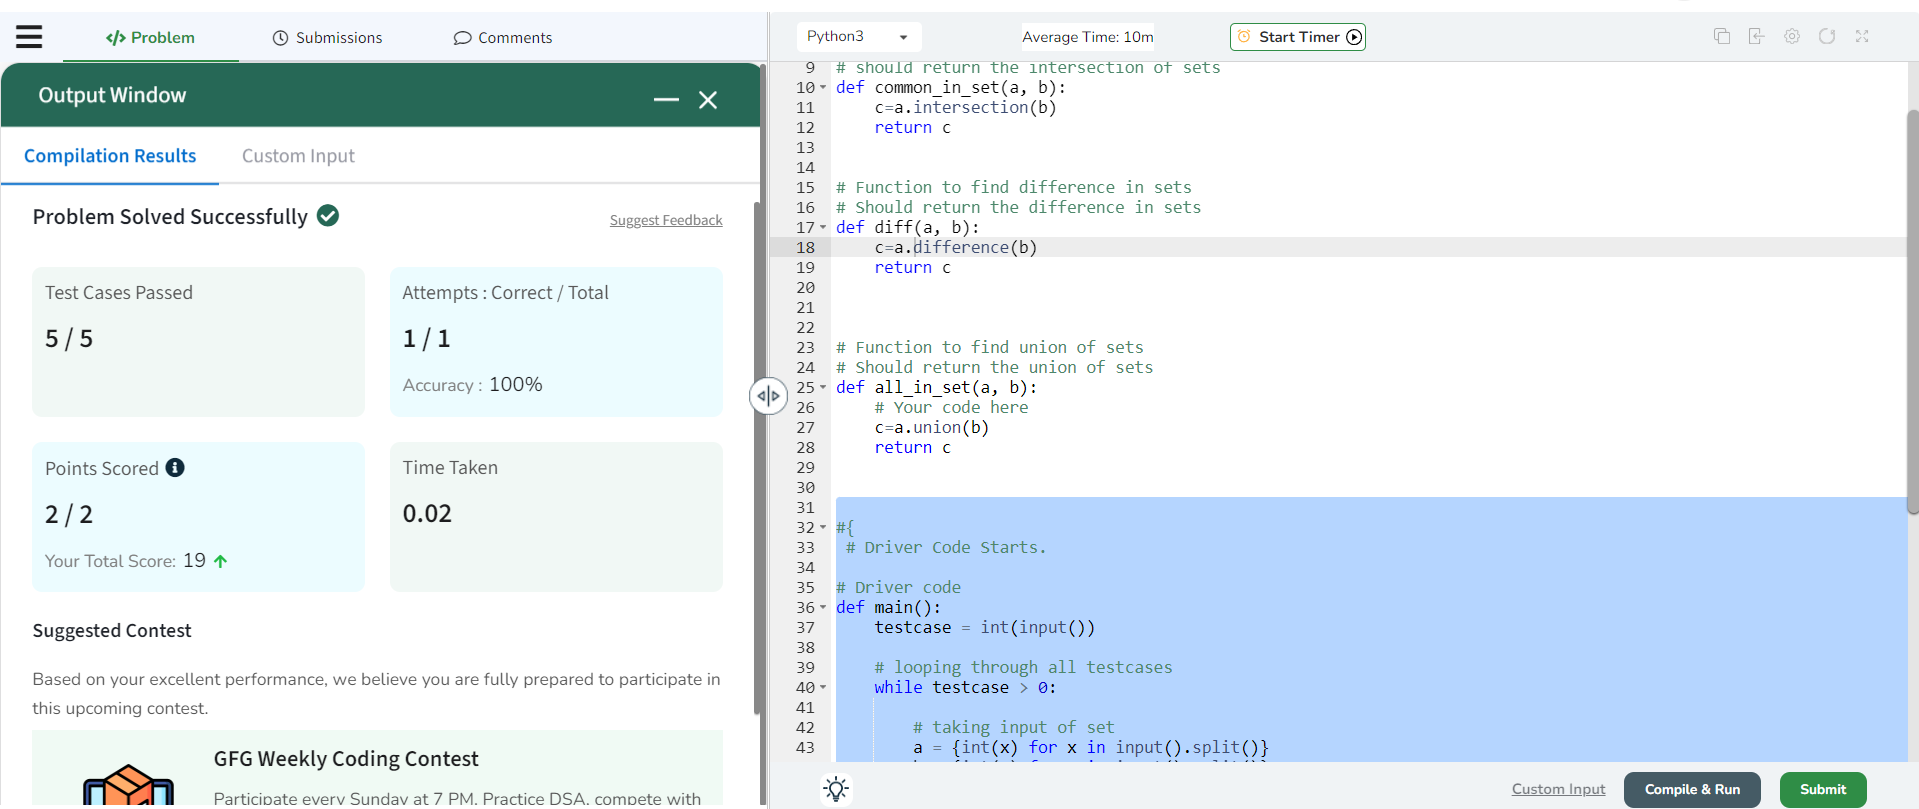 Problem
Submissions
Comments
Output Window
Compilation Results
Custom Input
Problem Solved Successfully
Suggest Feedback
Test Cases Passed
5 / 5
Attempts : Correct / Total
1 / 1
Accuracy : 100%
Points Scored
2 / 2
Your Total Score: 19
Time Taken
0.02
Suggested Contest
Based on your excellent performance, we believe you are fully prepared to participate in
this upcoming contest.
GFG Weekly Coding Contest
Participate every Sunday at 7 PM. Practice DSA, compete with
Python3
Average Time: 10m
Start Timer
9 # should return the intersection of sets
10 def common_in_set(a, b):
11 c=a.intersection(b)
12 return c
13
14
15 # Function to find difference in sets
16 # Should return the difference in sets
17 def diff(a, b):
18 c=a.difference(b)
19 return c
20
21
22
23 # Function to find union of sets
24 # Should return the union of sets
25 def all_in_set(a, b):
26 # Your code here
27 c=a.union(b)
28 return c
29
30
31
32 #{
33 # Driver Code Starts.
34
35 # Driver code
36 def main():
37 testcase = int(input())
38
39 # looping through all testcases
40 while testcase > 0:
41
42 # taking input of set
43 a = {int(x) for x in input().split()}
Custom Input
Compile & Run
Submit